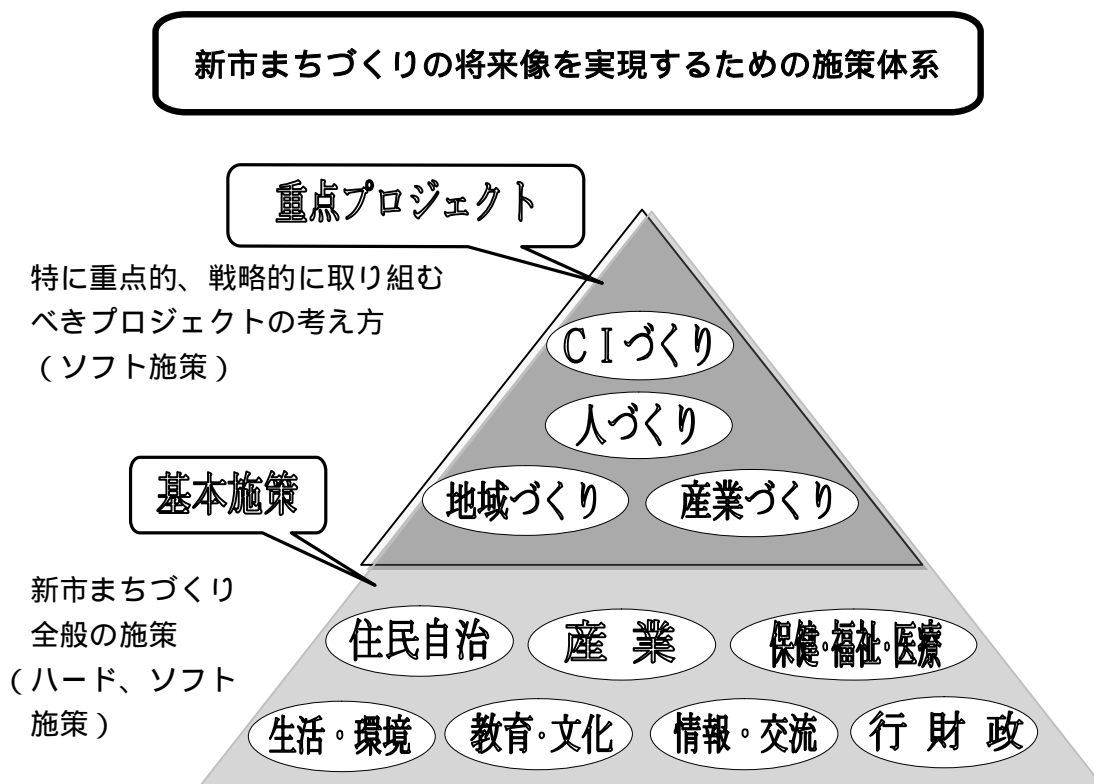 新市まちづくりの将来像を実現するための施策体系
重点プロジェクト
特に重点的、戦略的に取り組む
べきプロジェクトの考え方
（ソフト施策）
ＣＩづくり
人づくり
地域づくり
産業づくり
基本施策
新市まちづくり
全般の施策
（ハード、ソフト
施策）
住民自治
産 業
保健・福祉・医療
生活・環境
教育・文化
情報・交流
行 財 政